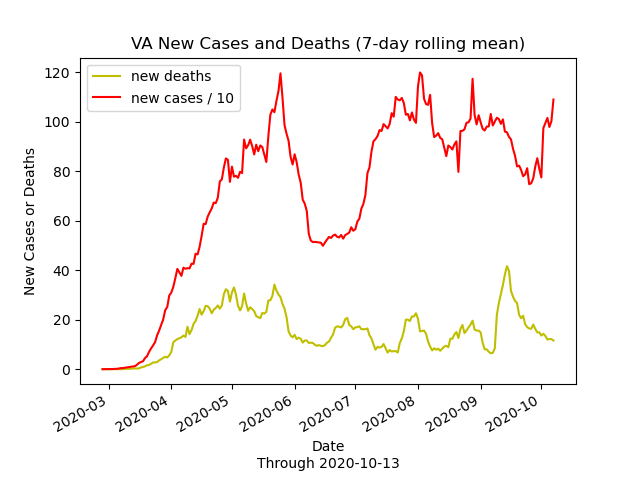 VA New Cases and Deaths (7-day rolling mean)
new deaths
new cases / 10
New Cases or Deaths
120
100
80
60
40
20
0
2020-03
2020-04
2020-05
2020-06
2020-07
2020-08
2020-09
2020-10
Date
Through 2020-10-13